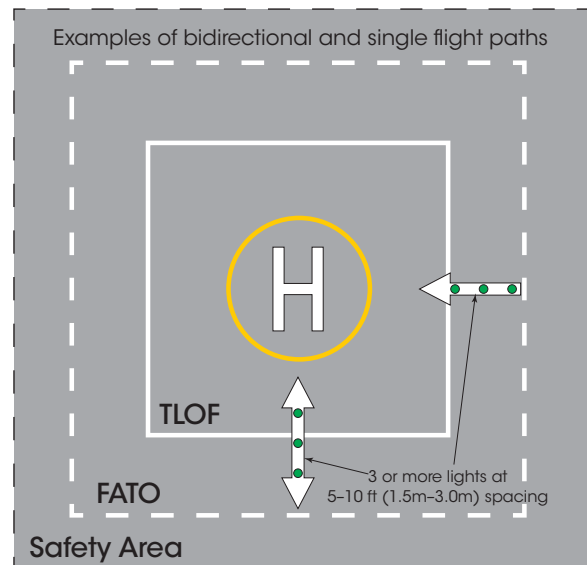 Examples of bidirectional and single flight paths
H
TLOF
3 or more lights at
5–10 ft (1.5m–3.0m) spacing
FATO
Safety Area